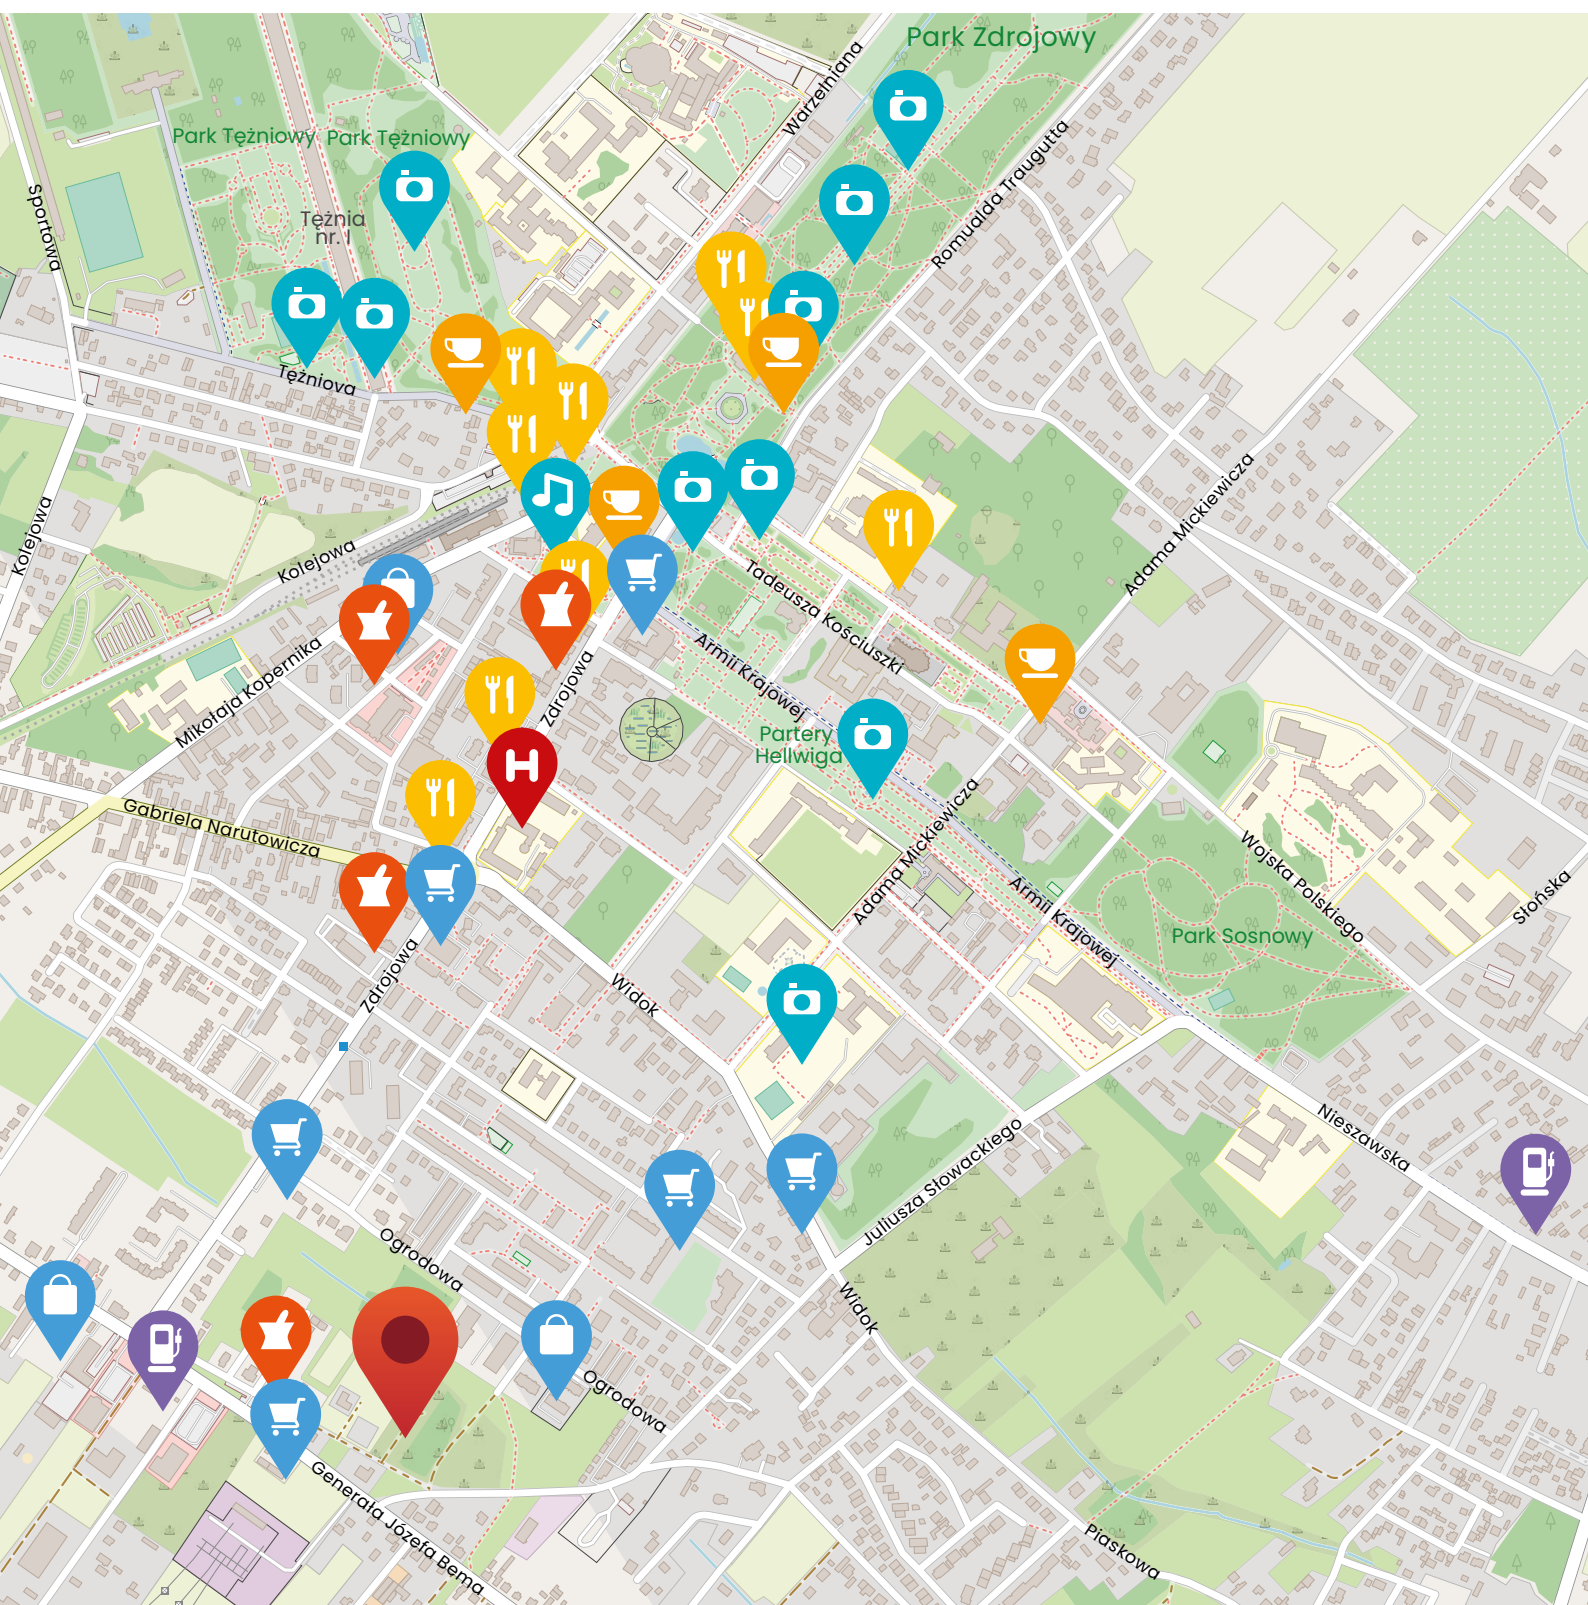 Park Zdrojowy
Warzelniana
Park Tężniowy
Park Tężniowy
Romualda Traugutta
Sportowa
Tężnia
nr. I
Tężniova
Adama Mickiewicza
Kolejowa
Kolejowa
Tadeusza Kościuszki
Mikołaja Kopernika
Armii Krajowej
Zdrojowa
Partery
Hellwiga
H
Gabriela Narutowicza
Adama Mickiewicza
Wojska Polskiego
Słońska
Armii Krajowej
Park Sosnowy
Zdrojowa
Widok
Nieszawska
Juliusza Słowackiego
Ogrodowa
Widok
Ogrodowa
Generała Józefa Bema
Piaskowa